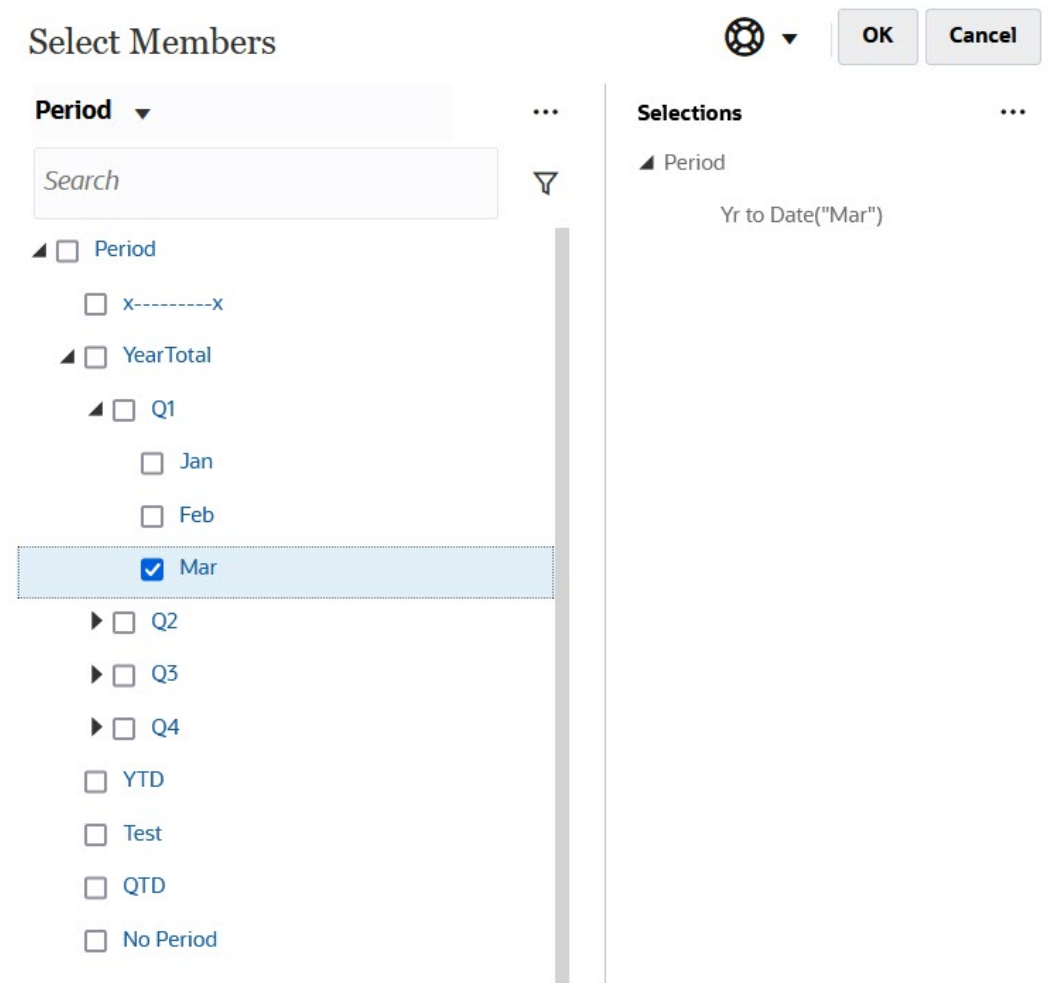 Select Members
OK
Cancel
Period
Search
Period
x---------x
YearTotal
Q1
Jan
Feb
Mar
Q2
Q3
Q4
YTD
Test
QTD
No Period
Selections
Period
Yr to Date("Mar")